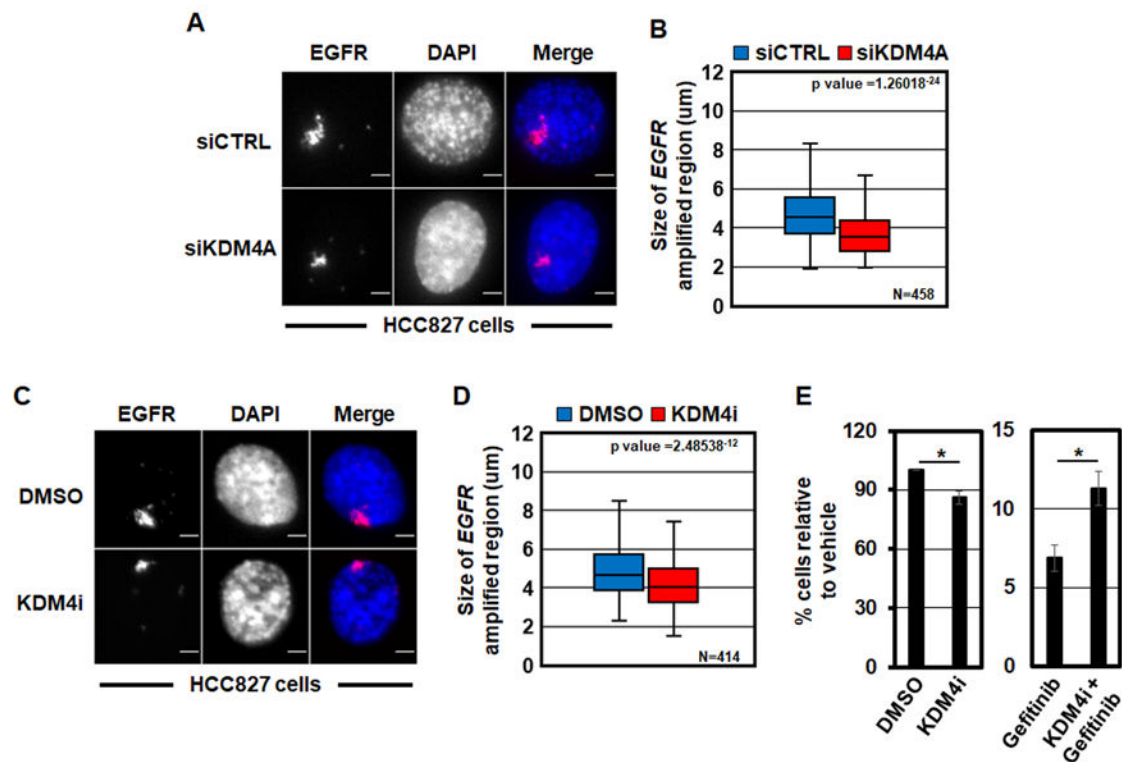 A
EGFR DAPI Merge
siCTRL
siKDM4A
HCC827 cells
B
siCTRL siKDM4A
p value =1.26018-24
Size of EGFR
amplified region (um)
12
10
8
6
4
2
0
N=458
C
EGFR DAPI Merge
DMSO
KDM4i
HCC827 cells
D
DMSO KDM4i
p value =2.48538-12
Size of EGFR
amplified region (um)
12
10
8
6
4
2
0
N=414
E
% cells relative
to vehicle
120
90
60
30
0
*
DMSO
KDM4i
15
10
5
0
*
Gefitinib
KDM4i +
Gefitinib